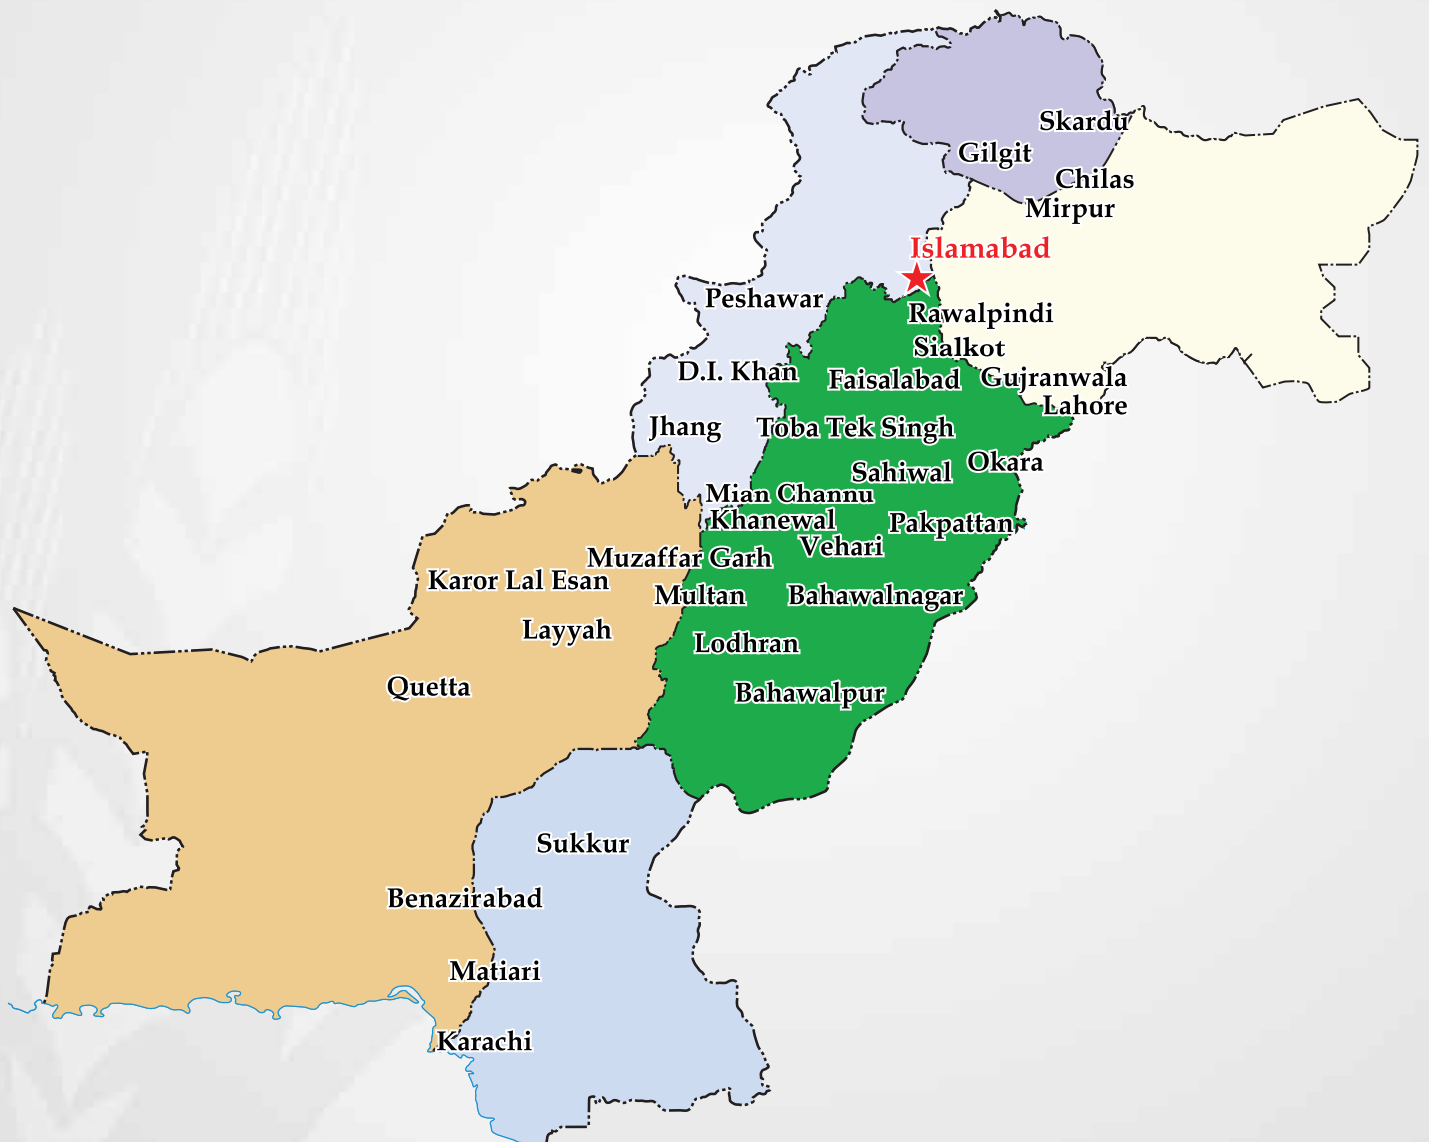 Skardu
Gilgit
Chilas
Mirpur
Islamabad
Peshawar
Rawalpindi
Sialkot
D.I. Khan
Faisalabad
Gujranwala
Lahore
Jhang
Toba Tek Singh
Okara
Sahiwal
Mian Channu
Khanewal
Pakpattan
Vehari
Muzaffar Garh
Karor Lal Esan
Multan
Bahawalnagar
Layyah
Lodhran
Quetta
Bahawalpur
Sukkur
Benazirabad
Matiari
Karachi